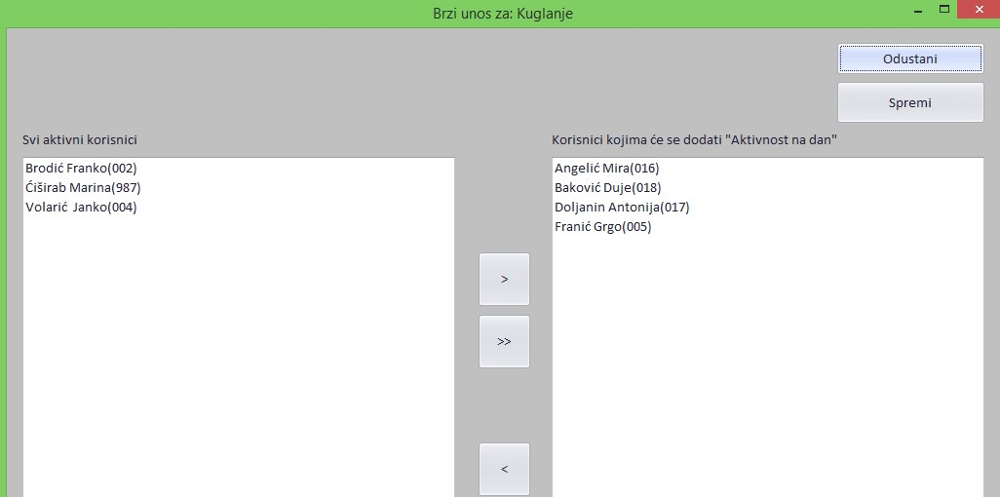 Brzi unos za: Kuglanje
Odustani
Spremi
Svi aktivni korisnici
Brodić Franko(002)
Ćiširab Marina(987)
Volarić  Janko(004)
>
>>
<
Korisnici kojima će se dodati "Aktivnost na dan"
Angelić Mira(016)
Baković Duje(018)
Doljanin Antonija(017)
Franić Grgo(005)